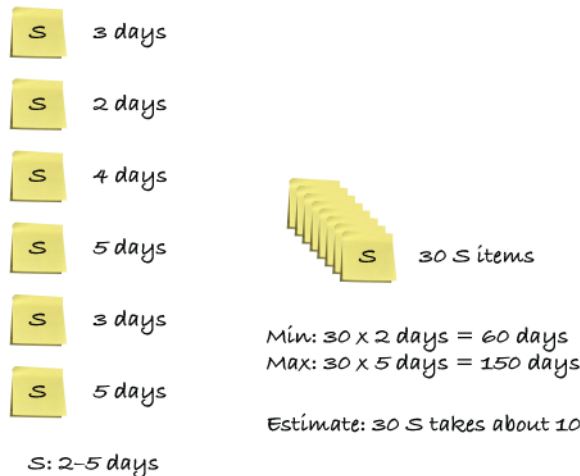 S 3 days
S 2 days
S 4 days
S 5 days
S 3 days
S 5 days
S: 2–5 days
S 30 S items
Min: 30 x 2 days = 60 days
Max: 30 x 5 days = 150 days
Estimate: 30 S takes about 10